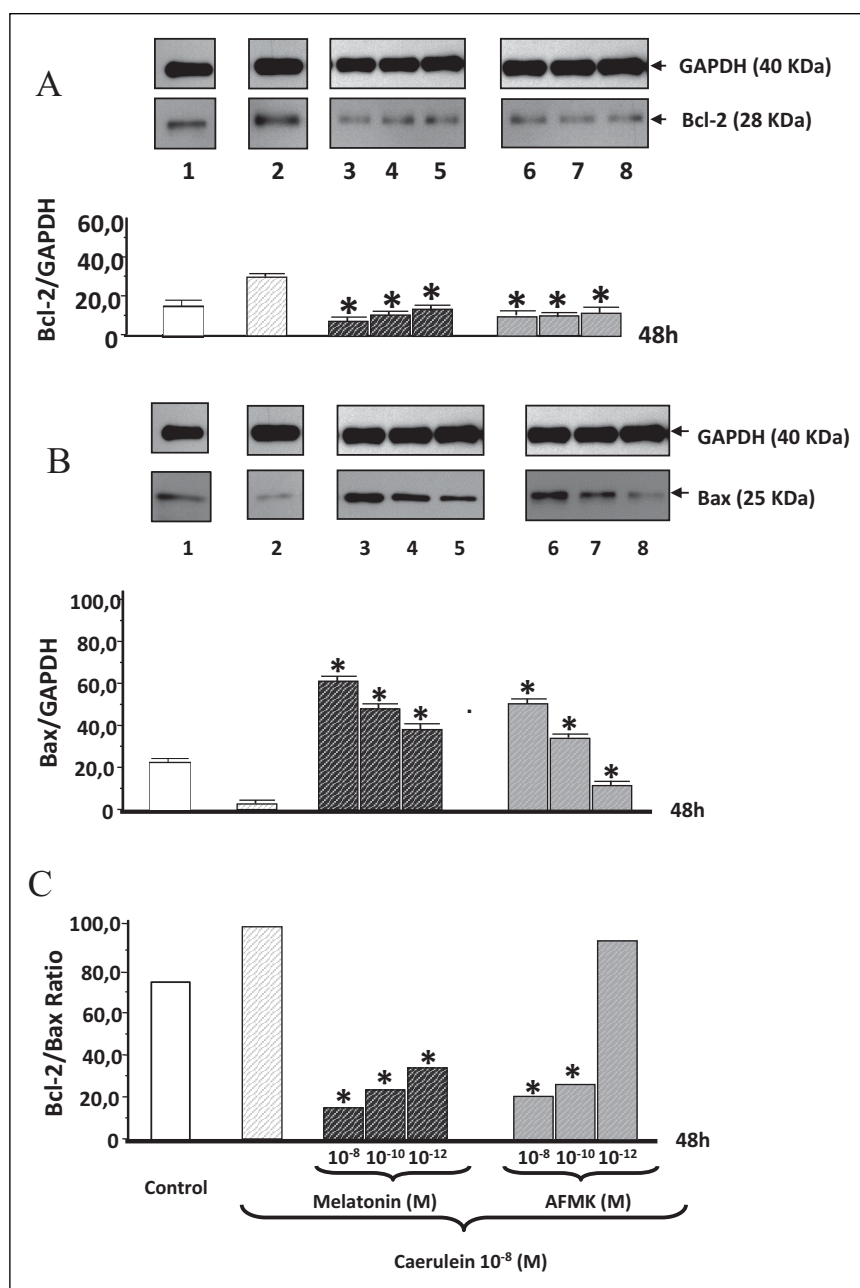 A
GAPDH (40 KDa)
Bcl-2 (28 KDa)
1 2 3 4 5 6 7 8
Bcl-2/GAPDH
60,0
40,0
20,0
0
* * * * * *
48h
B
GAPDH (40 KDa)
Bax (25 KDa)
1 2 3 4 5 6 7 8
Bax/GAPDH
100,0
80,0
60,0
40,0
20,0
0
* * * * * *
48h
C
Bcl-2/Bax Ratio
100,0
80,0
60,0
40,0
20,0
0
* * * * *
48h
10⁻⁸ 10⁻¹⁰ 10⁻¹² 10⁻⁸ 10⁻¹⁰ 10⁻¹²
Control Melatonin (M) AFMK (M)
Caerulein 10⁻⁸ (M)